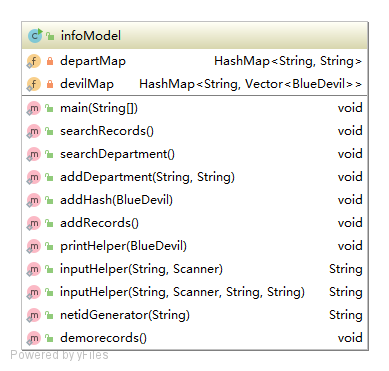 infoModel
departMap HashMap<String, String>
devilMap HashMap<String, Vector<BlueDevil>>
main(String[]) void
searchRecords() void
searchDepartment() void
addDepartment(String, String) void
addHash(BlueDevil) void
addRecords() void
printHelper(BlueDevil) void
inputHelper(String, Scanner) String
inputHelper(String, Scanner, String, String) String
netidGenerator(String) String
demorecords() void
Powered by yFiles